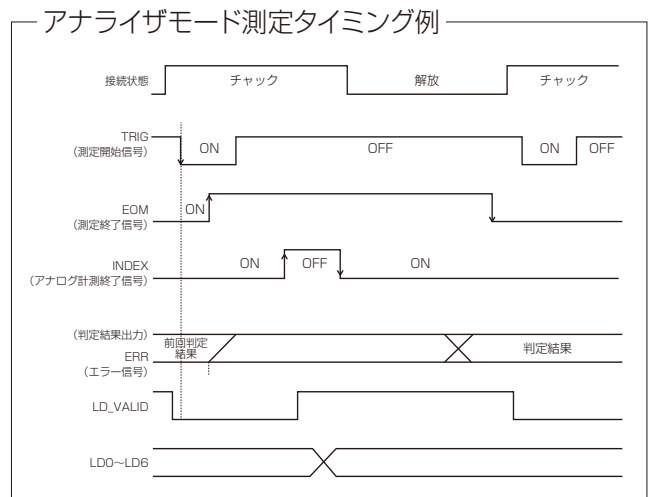 アナライザモード測定タイミング例
接続状態 チャック 解放 チャック
TRIG
(測定開始信号)
ON OFF ON OFF
EOM
(測定終了信号)
ON
INDEX
(アナログ計測終了信号)
ON OFF ON
(判定結果出力)
ERR
(エラー信号)
前回判定
結果
判定結果
LD_VALID
LD0〜LD6